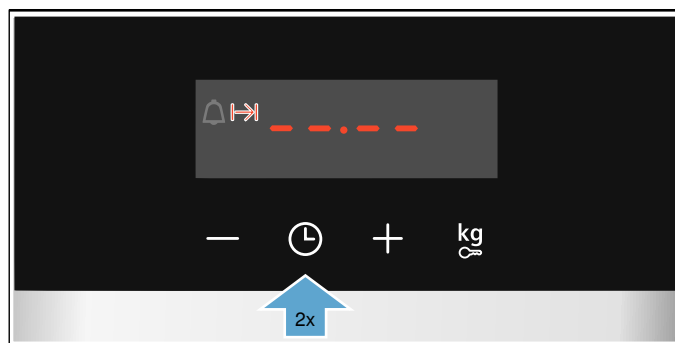 -- -- . -- --
kg
2x